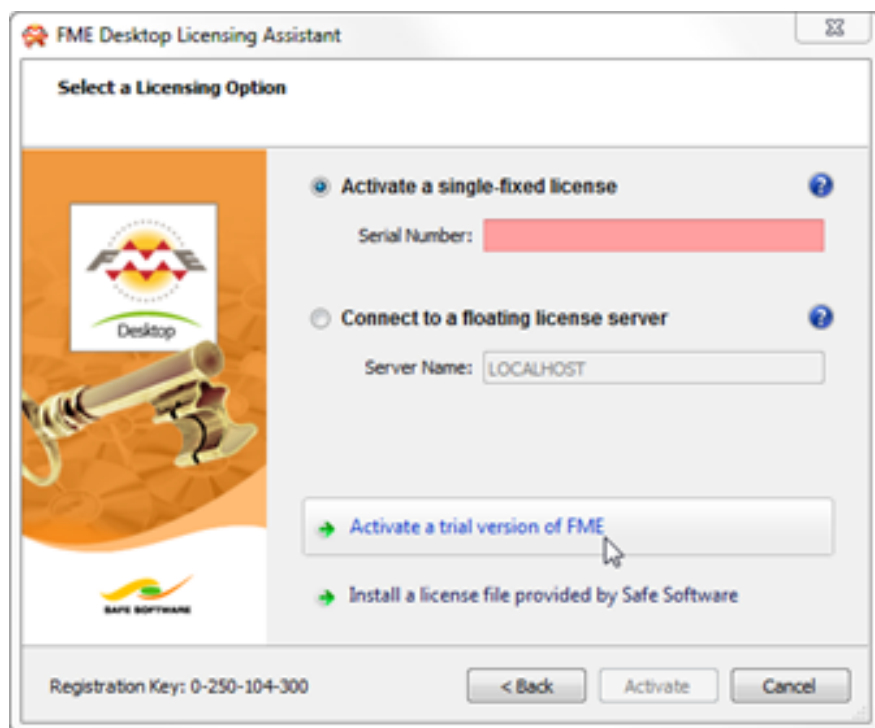 FME Desktop Licensing Assistant
Select a Licensing Option
Activate a single-fixed license
Serial Number:
Connect to a floating license server
Server Name: LOCALHOST
FME
Desktop
Activate a trial version of FME
Install a license file provided by Safe Software
SAFE SOFTWARE
Registration Key: 0-250-104-300
< Back
Activate
Cancel